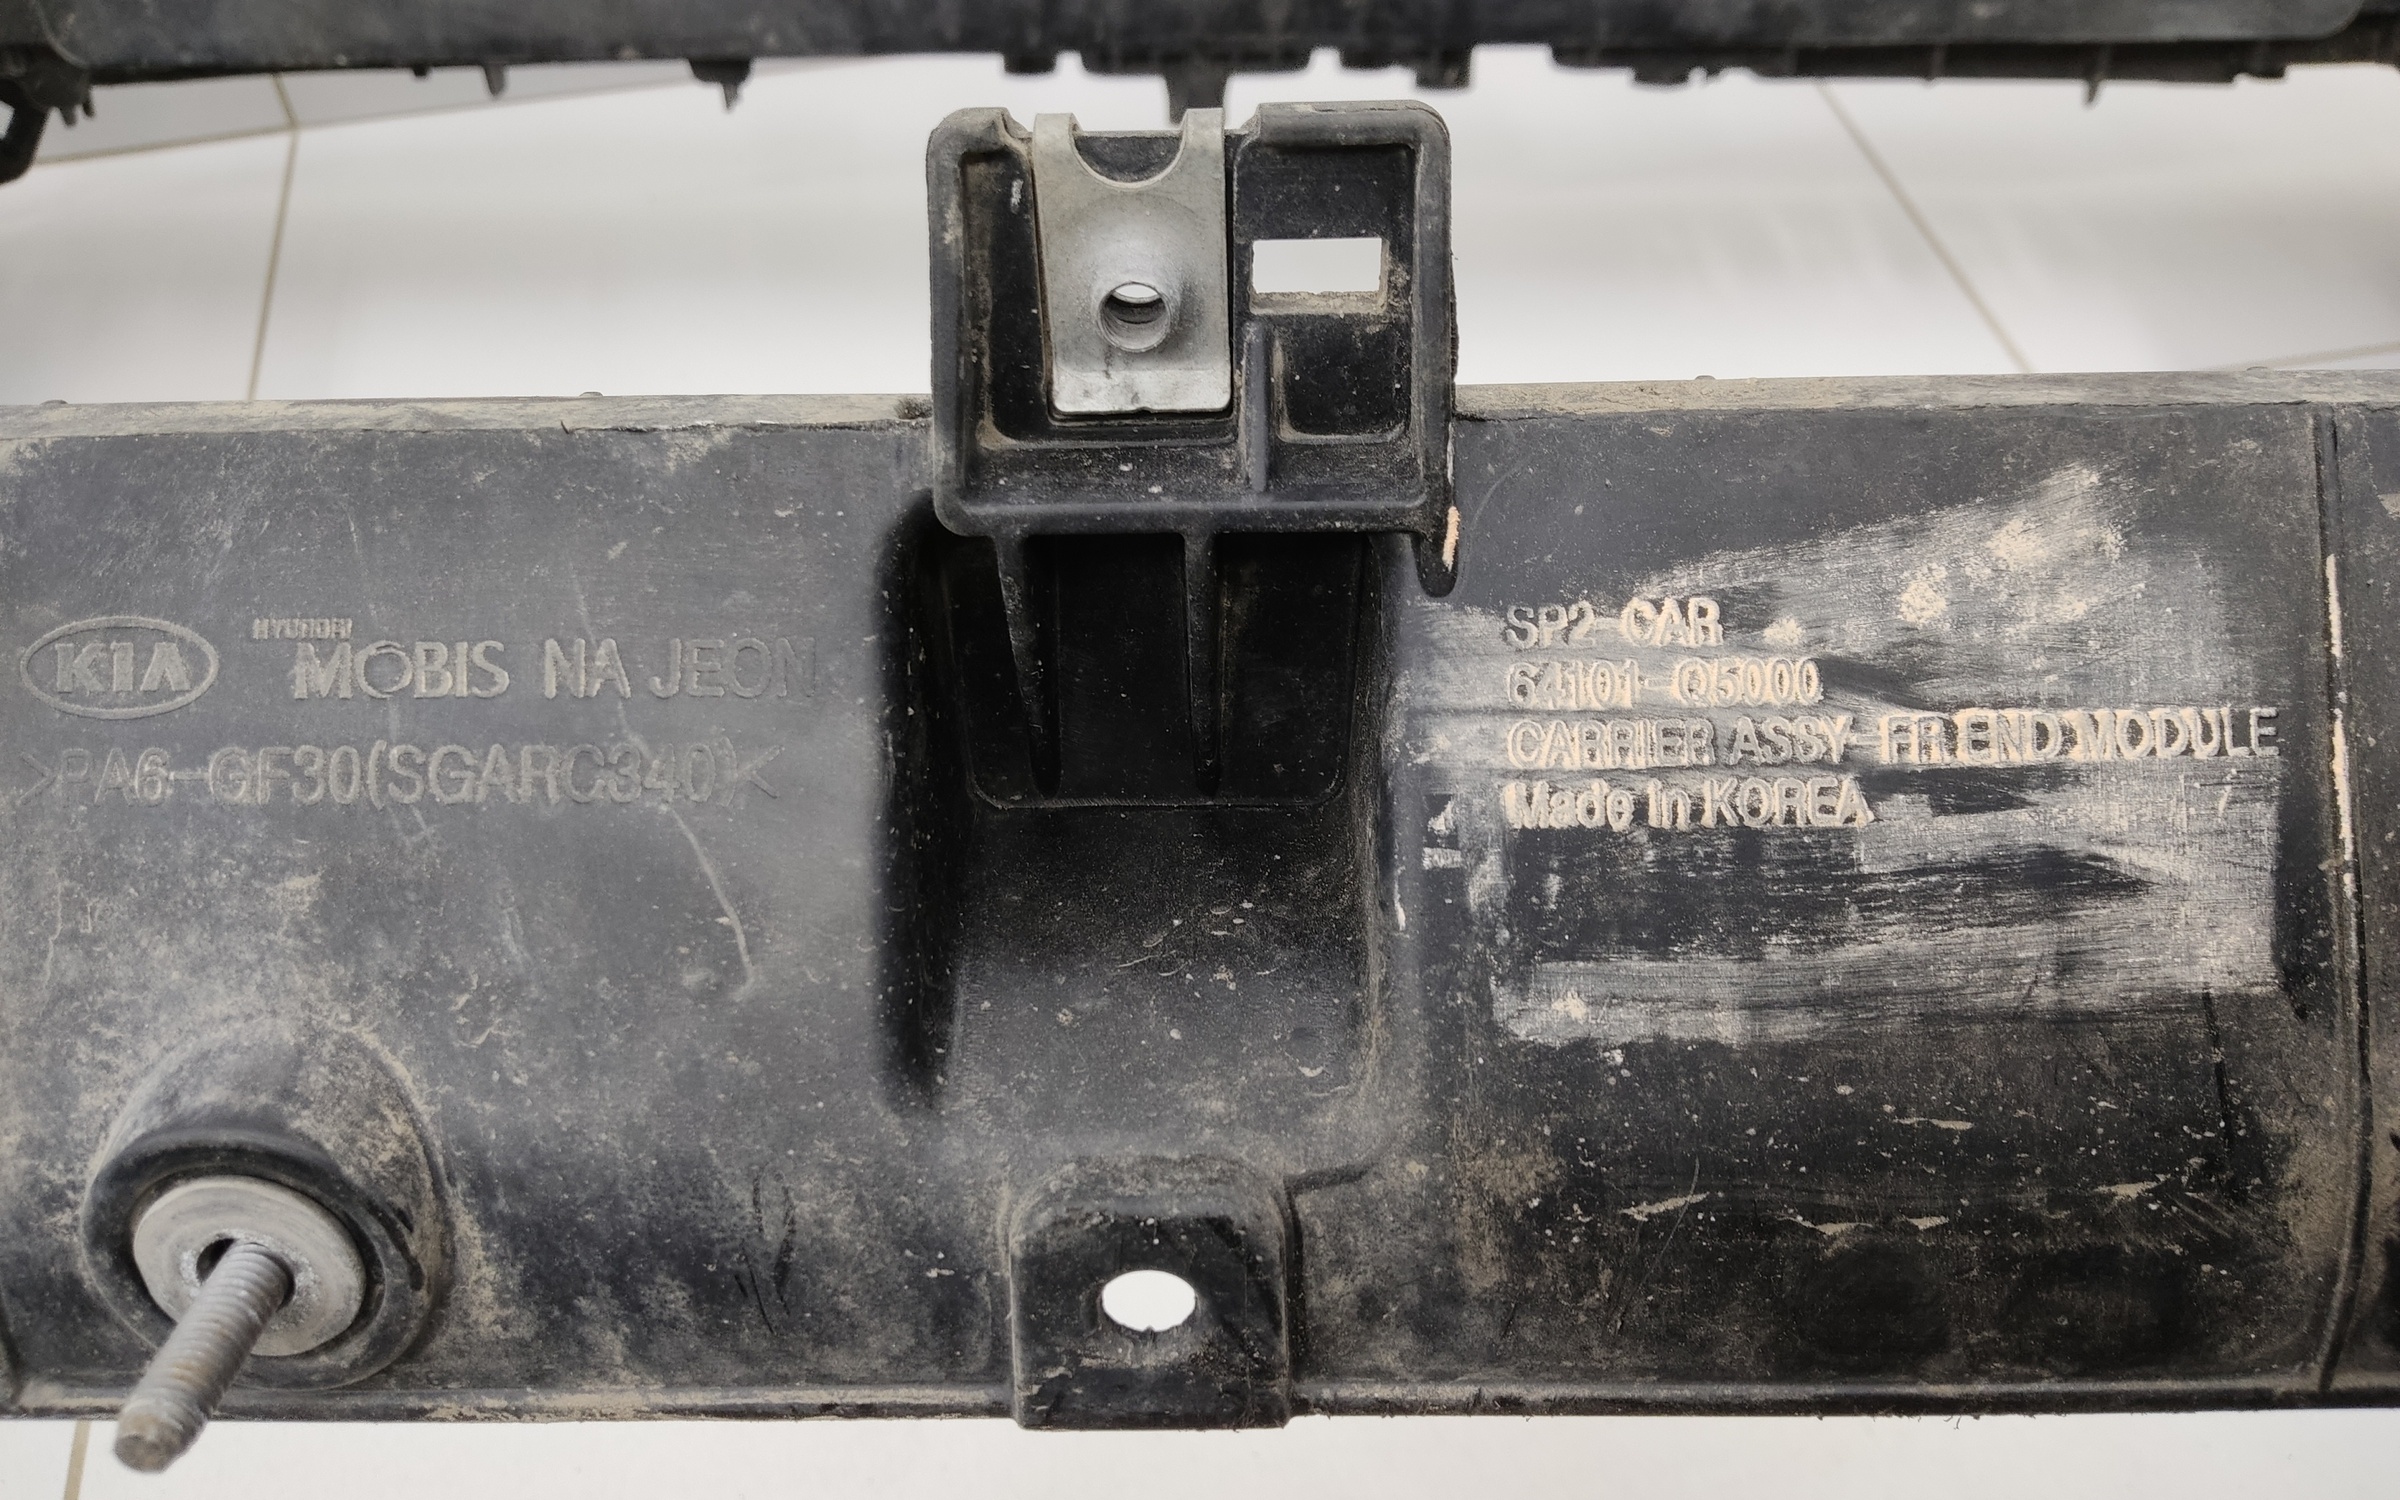 KIA
HYUNDAI
MOBIS NA JEON
>PA6-GF30(SGARC340)<
SP2 CAR
64101-Q5000
CARRIER ASSY-FR.END MODULE
Made in KOREA